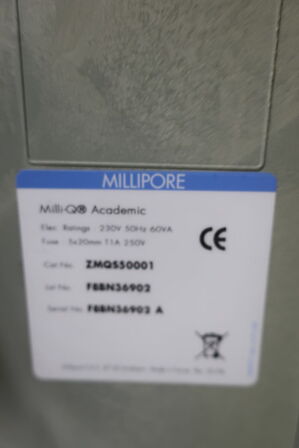 MILLIPORE
Milli-Q® Academic
Elec. Ratings : 230V 50Hz 60VA
Fuse : 5x20mm 11A 250V
CE
Cat No. ZMQS50001
Lot No. F8BN36902
Serial No. F8BN36902 A